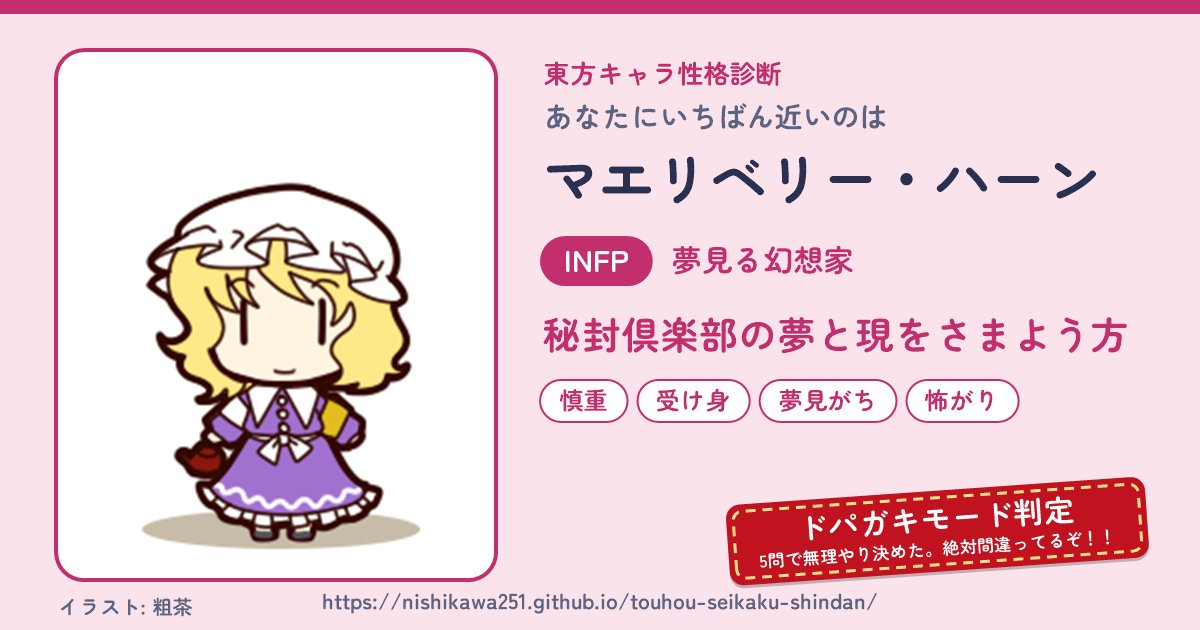 東方キャラ性格診断
あなたにいちばん近いのは
マエリベリー・ハーン
INFP 夢見る幻想家
秘封倶楽部の夢と現をさまよう方
慎重 受け身 夢見がち 怖がり
ドパガキモード判定
5問で無理やり決めた。絶対間違ってるぞ！！
イラスト: 粗茶
https://nishikawa251.github.io/touhou-seikaku-shindan/